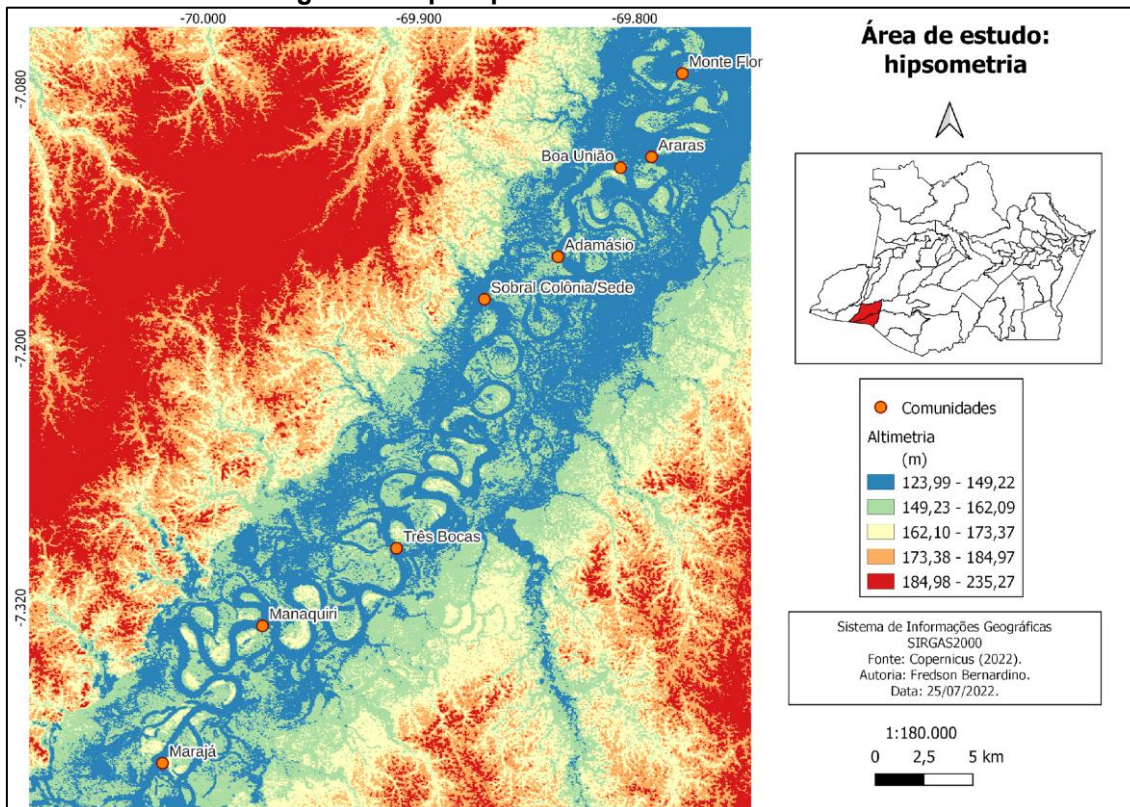 -70.000
-69.900
-69.800
-7.080
-7.200
-7.320
Monte Flor
Araras
Boa União
Adamásio
Sobral Colônia/Sede
Três Bocas
Manaquiri
Marajá
Área de estudo:
hipsometria
Comunidades
Altimetria
(m)
123,99 - 149,22
149,23 - 162,09
162,10 - 173,37
173,38 - 184,97
184,98 - 235,27
Sistema de Informações Geográficas
SIRGAS2000
Fonte: Copernicus (2022).
Autoria: Fredson Bernardino.
Data: 25/07/2022.
1:180.000
0 2,5 5 km